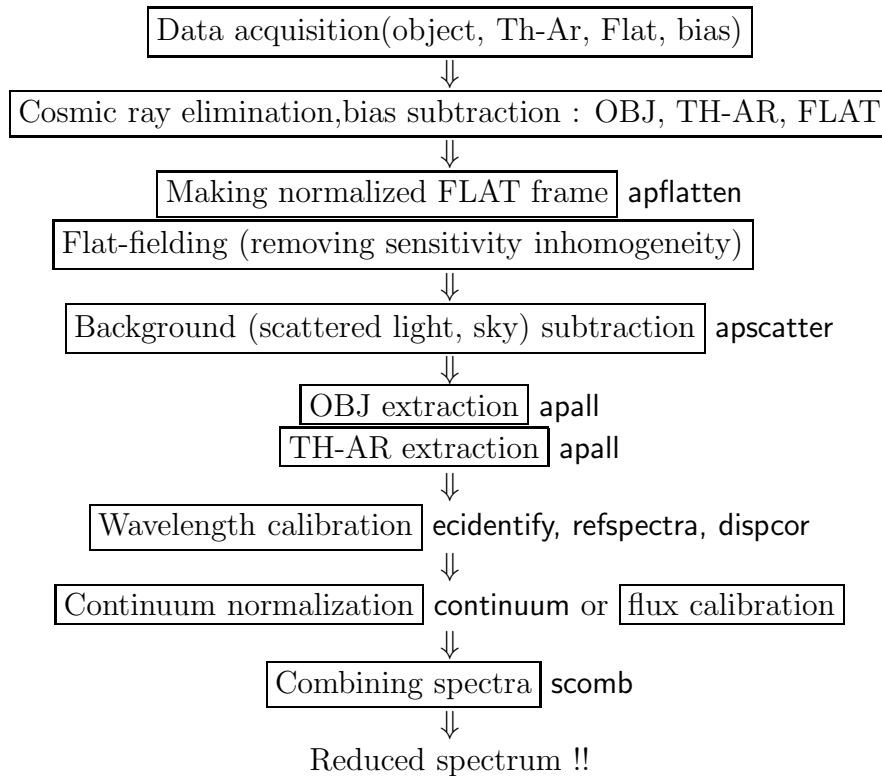 Data acquisition(object, Th-Ar, Flat, bias)
⇓
Cosmic ray elimination,bias subtraction : OBJ, TH-AR, FLAT
⇓
Making normalized FLAT frame apflatten
Flat-fielding (removing sensitivity inhomogeneity)
⇓
Background (scattered light, sky) subtraction apscatter
⇓
OBJ extraction apall
TH-AR extraction apall
⇓
Wavelength calibration ecidentify, refspectra, dispcor
⇓
Continuum normalization continuum or flux calibration
⇓
Combining spectra scomb
⇓
Reduced spectrum !!